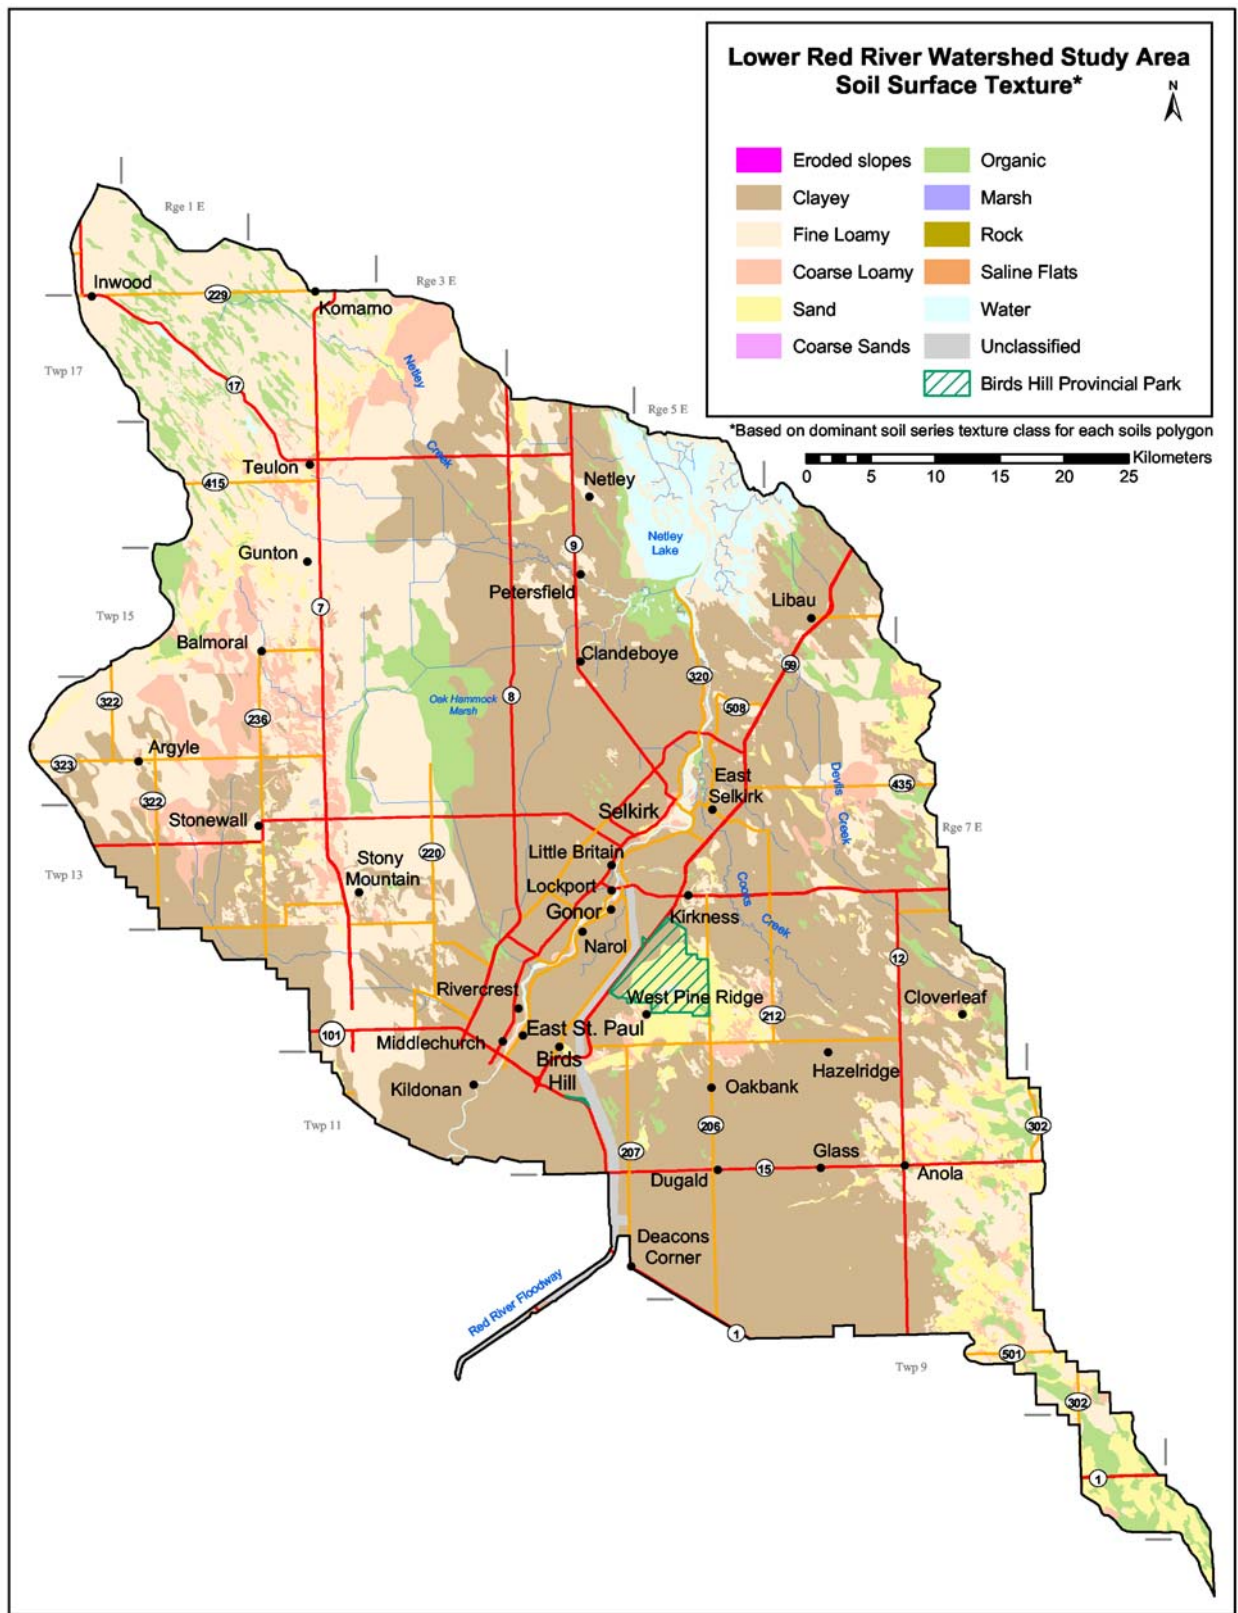 Lower Red River Watershed Study Area
Soil Surface Texture*
N
Eroded slopes
Organic
Clayey
Marsh
Fine Loamy
Rock
Coarse Loamy
Saline Flats
Sand
Water
Coarse Sands
Unclassified
Birds Hill Provincial Park
*Based on dominant soil series texture class for each soils polygon
Kilometers
0 5 10 15 20 25
Rge 1 E
Rge 3 E
Rge 5 E
Rge 7 E
Twp 17
Twp 15
Twp 13
Twp 11
Twp 9
Inwood
229
Komarno
17
Netley
Creek
Teulon
415
Netley
Netley
Lake
Gunton
9
Petersfield
7
Libau
Balmoral
Clandeboye
59
320
322
Oak Hammock
Marsh
8
508
236
Argyle
323
Devils
Creek
East
Selkirk
435
322
Selkirk
Stonewall
220
Little Britain
Stony
Mountain
Lockport
Cooks
Creek
Gonor
Kirkness
Narol
12
Rivercrest
West Pine Ridge
Cloverleaf
212
101
East St. Paul
Middlechurch
Birds
Hill
Hazelridge
Kildonan
Oakbank
206
302
207
Glass
15
Dugald
Anola
Deacons
Corner
Red River Floodway
1
501
302
1